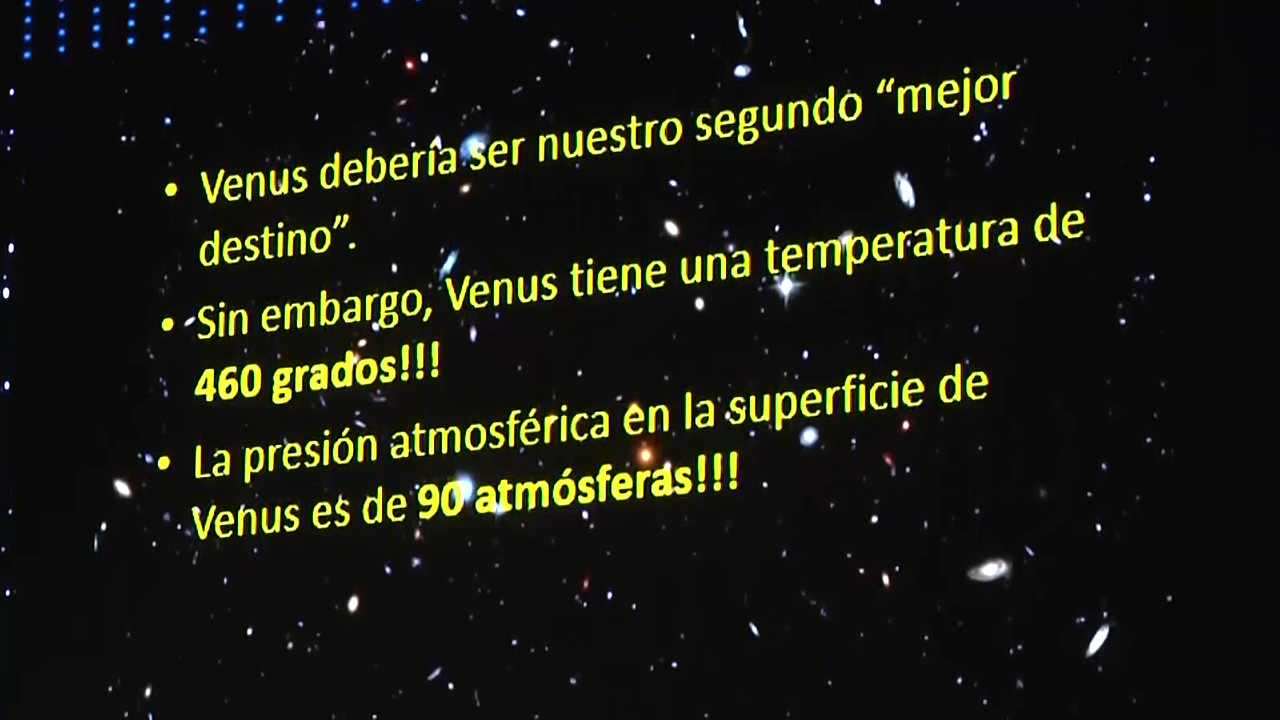 • Venus debería ser nuestro segundo “mejor
destino”.
• Sin embargo, Venus tiene una temperatura de
460 grados!!!
• La presión atmosférica en la superficie de
Venus es de 90 atmósferas!!!